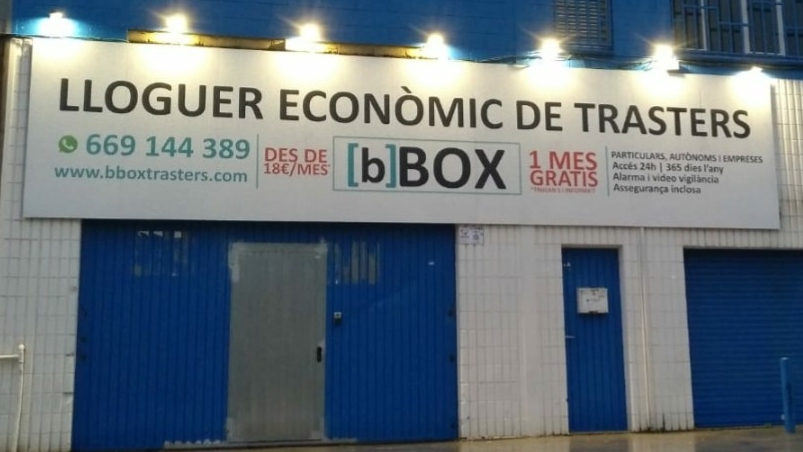 LLOGUER ECONÒMIC DE TRASTERS
669 144 389
www.bboxtrasters.com
DES DE
18€/MES*
[b]BOX
1 MES
GRATIS
PARTICULARS, AUTÒNOMS I EMPRESES
Accés 24h | 365 dies l'any
Alarma i video vigilància
Assegurança inclosa